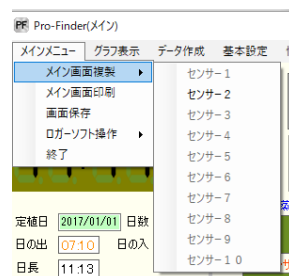 PF Pro-Finder(メイン)
メインメニュー グラフ表示 データ作成 基本設定
メイン画面複製
メイン画面印刷
画面保存
ロガーソフト操作
終了
センサー1
センサー2
センサー3
センサー4
センサー5
センサー6
センサー7
センサー8
センサー9
センサー10
定植日 2017/01/01 日数
日の出 07:10 日の入
日長 11:13